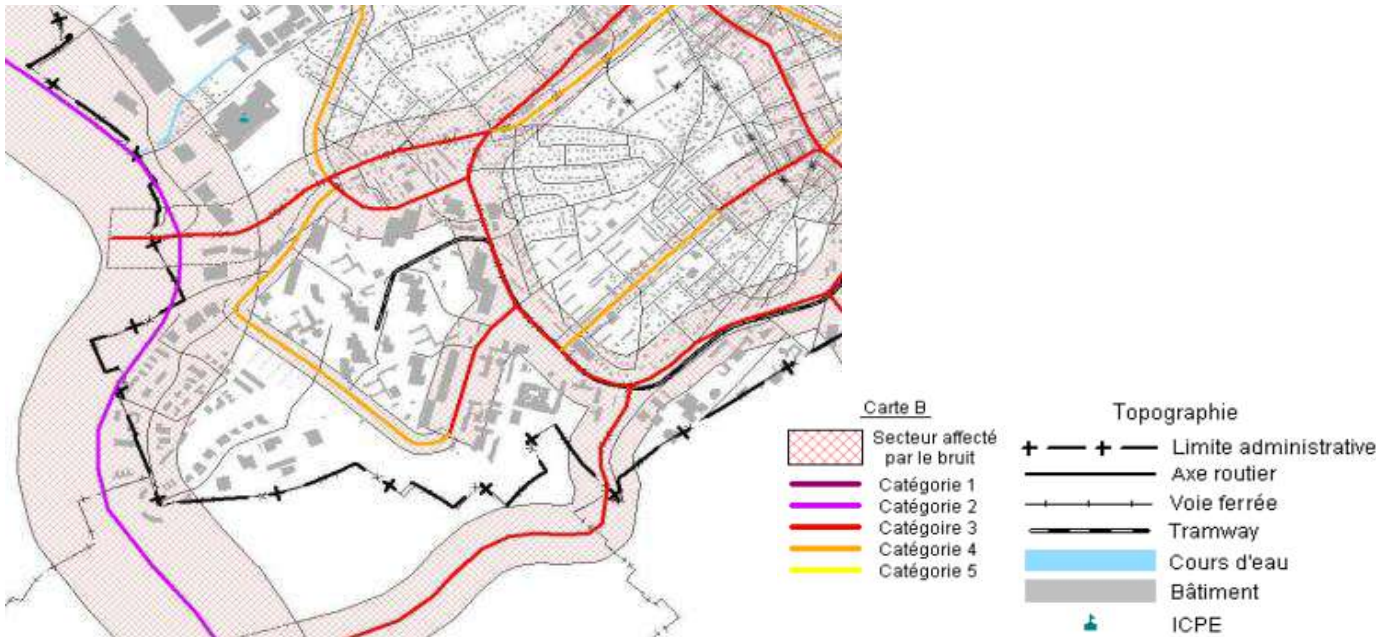 Carte B
Secteur affecté
par le bruit
Catégorie 1
Catégorie 2
Catégoire 3
Catégorie 4
Catégorie 5
Topographie
Limite administrative
Axe routier
Voie ferrée
Tramway
Cours d'eau
Bâtiment
ICPE